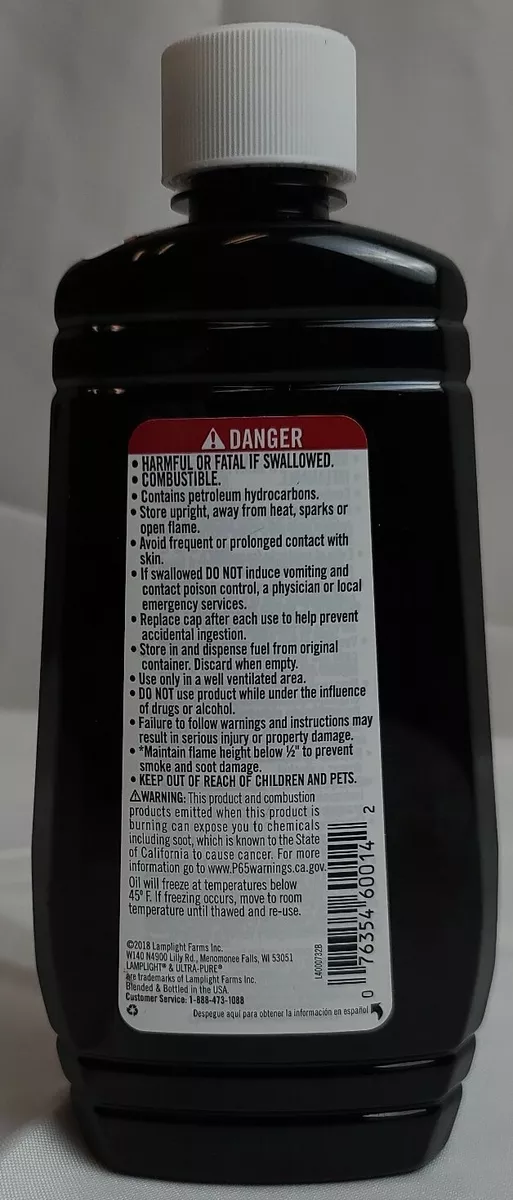 ⚠ DANGER
• HARMFUL OR FATAL IF SWALLOWED.
• COMBUSTIBLE.
• Contains petroleum hydrocarbons.
• Store upright, away from heat, sparks or
open flame.
• Avoid frequent or prolonged contact with
skin.
• If swallowed DO NOT induce vomiting and
contact poison control, a physician or local
emergency services.
• Replace cap after each use to help prevent
accidental ingestion.
• Store in and dispense fuel from original
container. Discard when empty.
• Use only in a well ventilated area.
• DO NOT use product while under the influence
of drugs or alcohol.
• Failure to follow warnings and instructions may
result in serious injury or property damage.
• *Maintain flame height below ½" to prevent
smoke and soot damage.
• KEEP OUT OF REACH OF CHILDREN AND PETS.
⚠WARNING: This product and combustion
products emitted when this product is
burning can expose you to chemicals
including soot, which is known to the State
of California to cause cancer. For more
information go to www.P65warnings.ca.gov.
Oil will freeze at temperatures below
45° F. If freezing occurs, move to room
temperature until thawed and re-use.
©2018 Lamplight Farms Inc.
W140 N4900 Lilly Rd., Menomonee Falls, WI 53051
LAMPLIGHT® & ULTRA-PURE®
are trademarks of Lamplight Farms Inc.
Blended & Bottled in the USA.
Customer Service: 1-888-473-1088
Despegue aquí para obtener la información en español
L4000732B
0 76354 60014 2